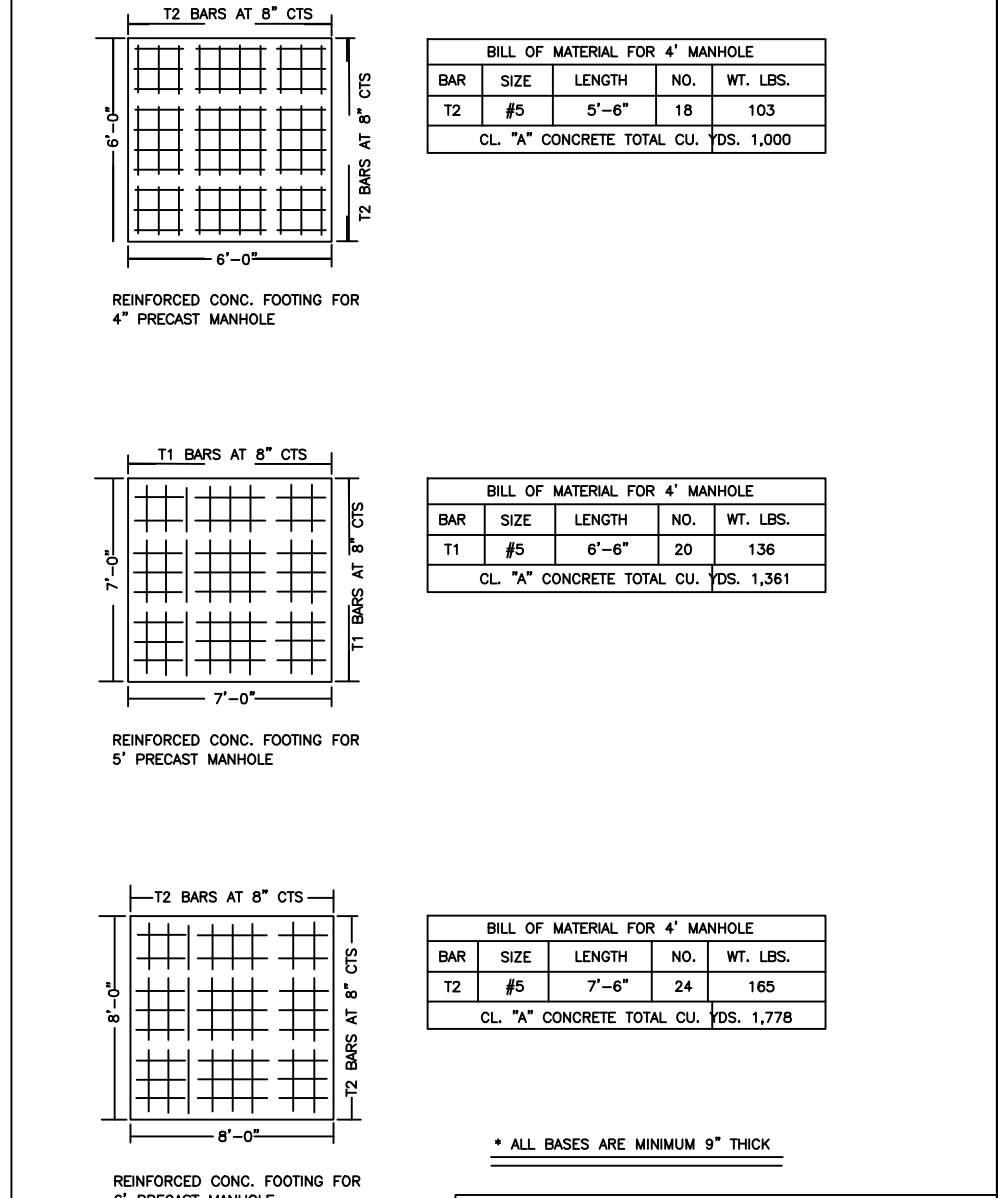 T2 BARS AT 8" CTS
6'-0"
T2 BARS AT 8" CTS
6'-0"
REINFORCED CONC. FOOTING FOR
4" PRECAST MANHOLE
BILL OF MATERIAL FOR 4' MANHOLE
BAR SIZE LENGTH NO. WT. LBS.
T2 #5 5'-6" 18 103
CL. "A" CONCRETE TOTAL CU. YDS. 1,000
T1 BARS AT 8" CTS
7'-0"
T1 BARS AT 8" CTS
7'-0"
REINFORCED CONC. FOOTING FOR
5' PRECAST MANHOLE
BILL OF MATERIAL FOR 4' MANHOLE
BAR SIZE LENGTH NO. WT. LBS.
T1 #5 6'-6" 20 136
CL. "A" CONCRETE TOTAL CU. YDS. 1,361
T2 BARS AT 8" CTS
8'-0"
T2 BARS AT 8" CTS
8'-0"
REINFORCED CONC. FOOTING FOR
6' PRECAST MANHOLE
BILL OF MATERIAL FOR 4' MANHOLE
BAR SIZE LENGTH NO. WT. LBS.
T2 #5 7'-6" 24 165
CL. "A" CONCRETE TOTAL CU. YDS. 1,778
* ALL BASES ARE MINIMUM 9" THICK